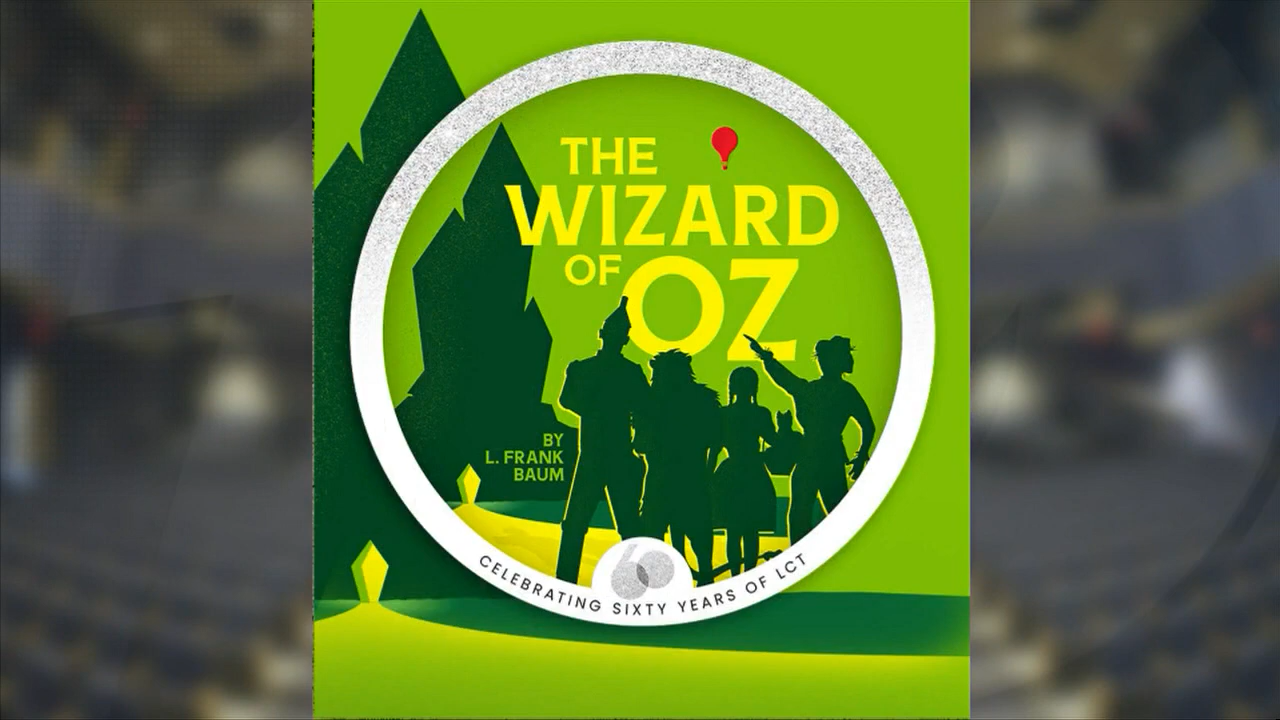 THE
WIZARD
OF OZ
BY
L. FRANK
BAUM
60
CELEBRATING SIXTY YEARS OF LCT